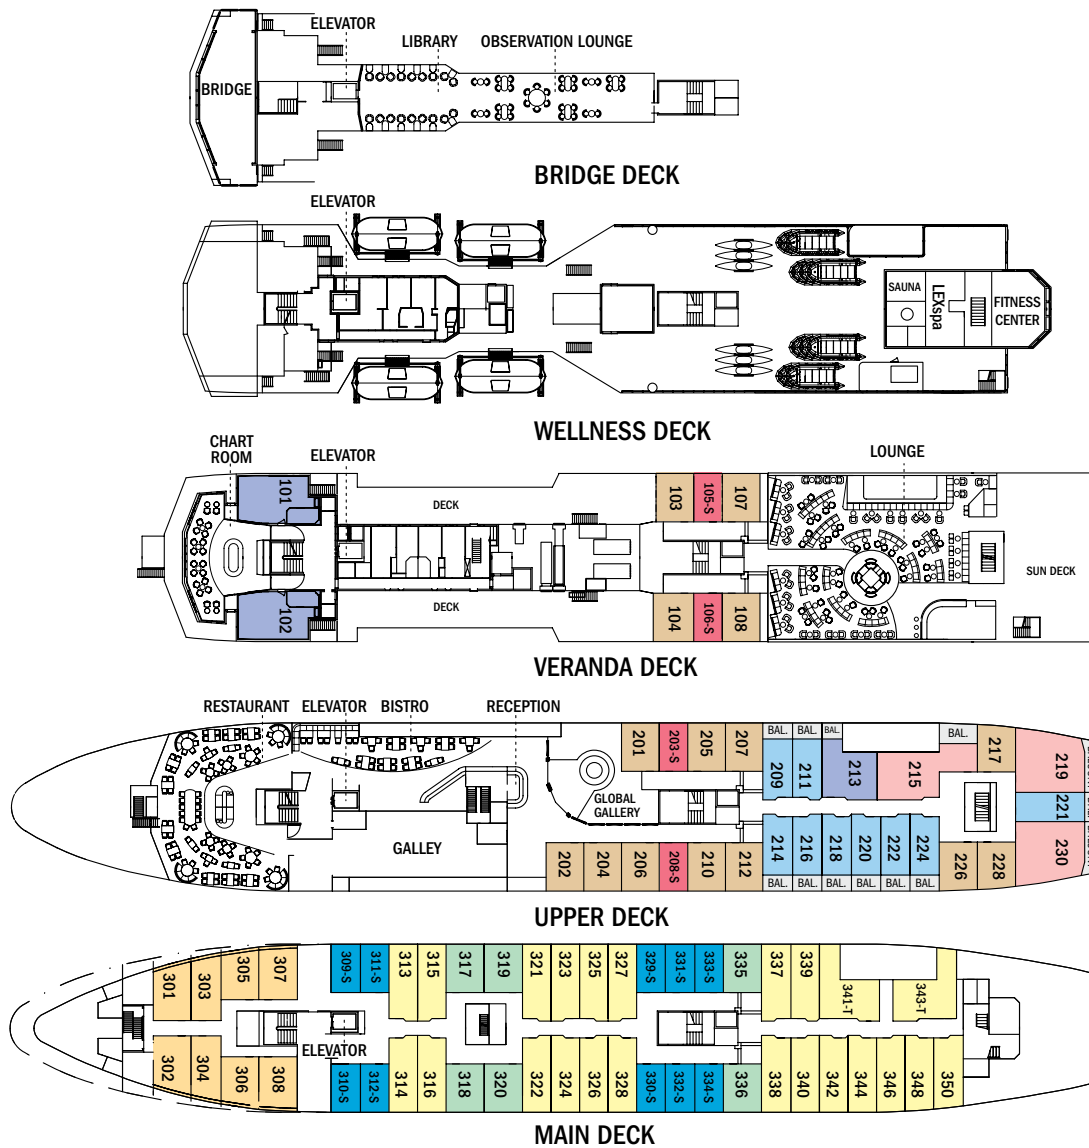 ELEVATOR
LIBRARY
OBSERVATION LOUNGE
BRIDGE
BRIDGE DECK
ELEVATOR
SAUNA
LEXspa
FITNESS
CENTER
WELLNESS DECK
CHART
ROOM
ELEVATOR
LOUNGE
101
DECK
103
105-S
107
SUN DECK
102
DECK
104
106-S
108
VERANDA DECK
RESTAURANT
ELEVATOR
BISTRO
RECEPTION
201
203-S
205
207
BAL.
BAL.
BAL.
BAL.
209
211
213
215
217
219
GLOBAL
GALLERY
221
GALLEY
202
204
206
208-S
210
212
214
216
218
220
222
224
226
228
230
BAL.
BAL.
BAL.
BAL.
BAL.
BAL.
UPPER DECK
301
303
305
307
309-S
311-S
313
315
317
319
321
323
325
327
329-S
331-S
333-S
335
337
339
341-T
343-T
ELEVATOR
302
304
306
308
310-S
312-S
314
316
318
320
322
324
326
328
330-S
332-S
334-S
336
338
340
342
344
346
348
350
MAIN DECK